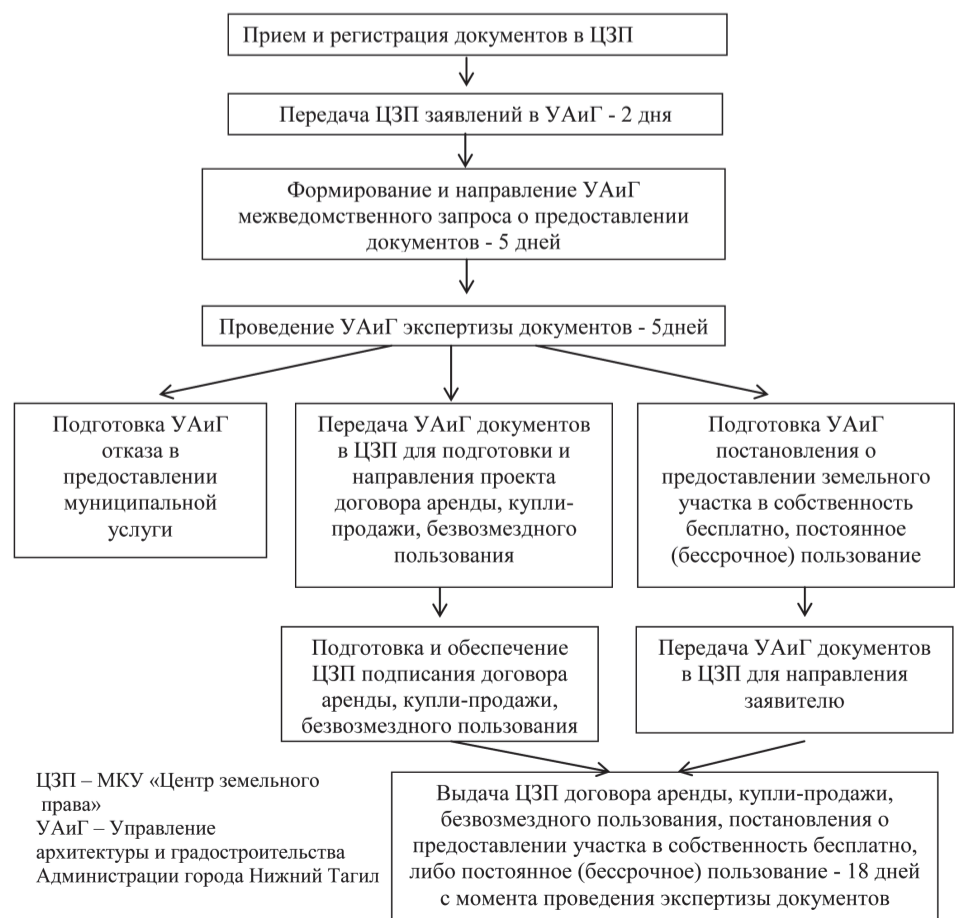 Прием и регистрация документов в ЦЗП
Передача ЦЗП заявлений в УАиГ - 2 дня
Формирование и направление УАиГ
межведомственного запроса о предоставлении
документов - 5 дней
Проведение УАиГ экспертизы документов - 5дней
Подготовка УАиГ
отказа в
предоставлении
муниципальной
услуги
Передача УАиГ документов
в ЦЗП для подготовки и
направления проекта
договора аренды, купли-
продажи, безвозмездного
пользования
Подготовка УАиГ
постановления о
предоставлении земельного
участка в собственность
бесплатно, постоянное
(бессрочное) пользование
Подготовка и обеспечение
ЦЗП подписания договора
аренды, купли-продажи,
безвозмездного пользования
Передача УАиГ документов
в ЦЗП для направления
заявителю
ЦЗП – МКУ «Центр земельного
права»
УАиГ – Управление
архитектуры и градостроительства
Администрации города Нижний Тагил
Выдача ЦЗП договора аренды, купли-продажи,
безвозмездного пользования, постановления о
предоставлении участка в собственность бесплатно,
либо постоянное (бессрочное) пользование - 18 дней
с момента проведения экспертизы документов